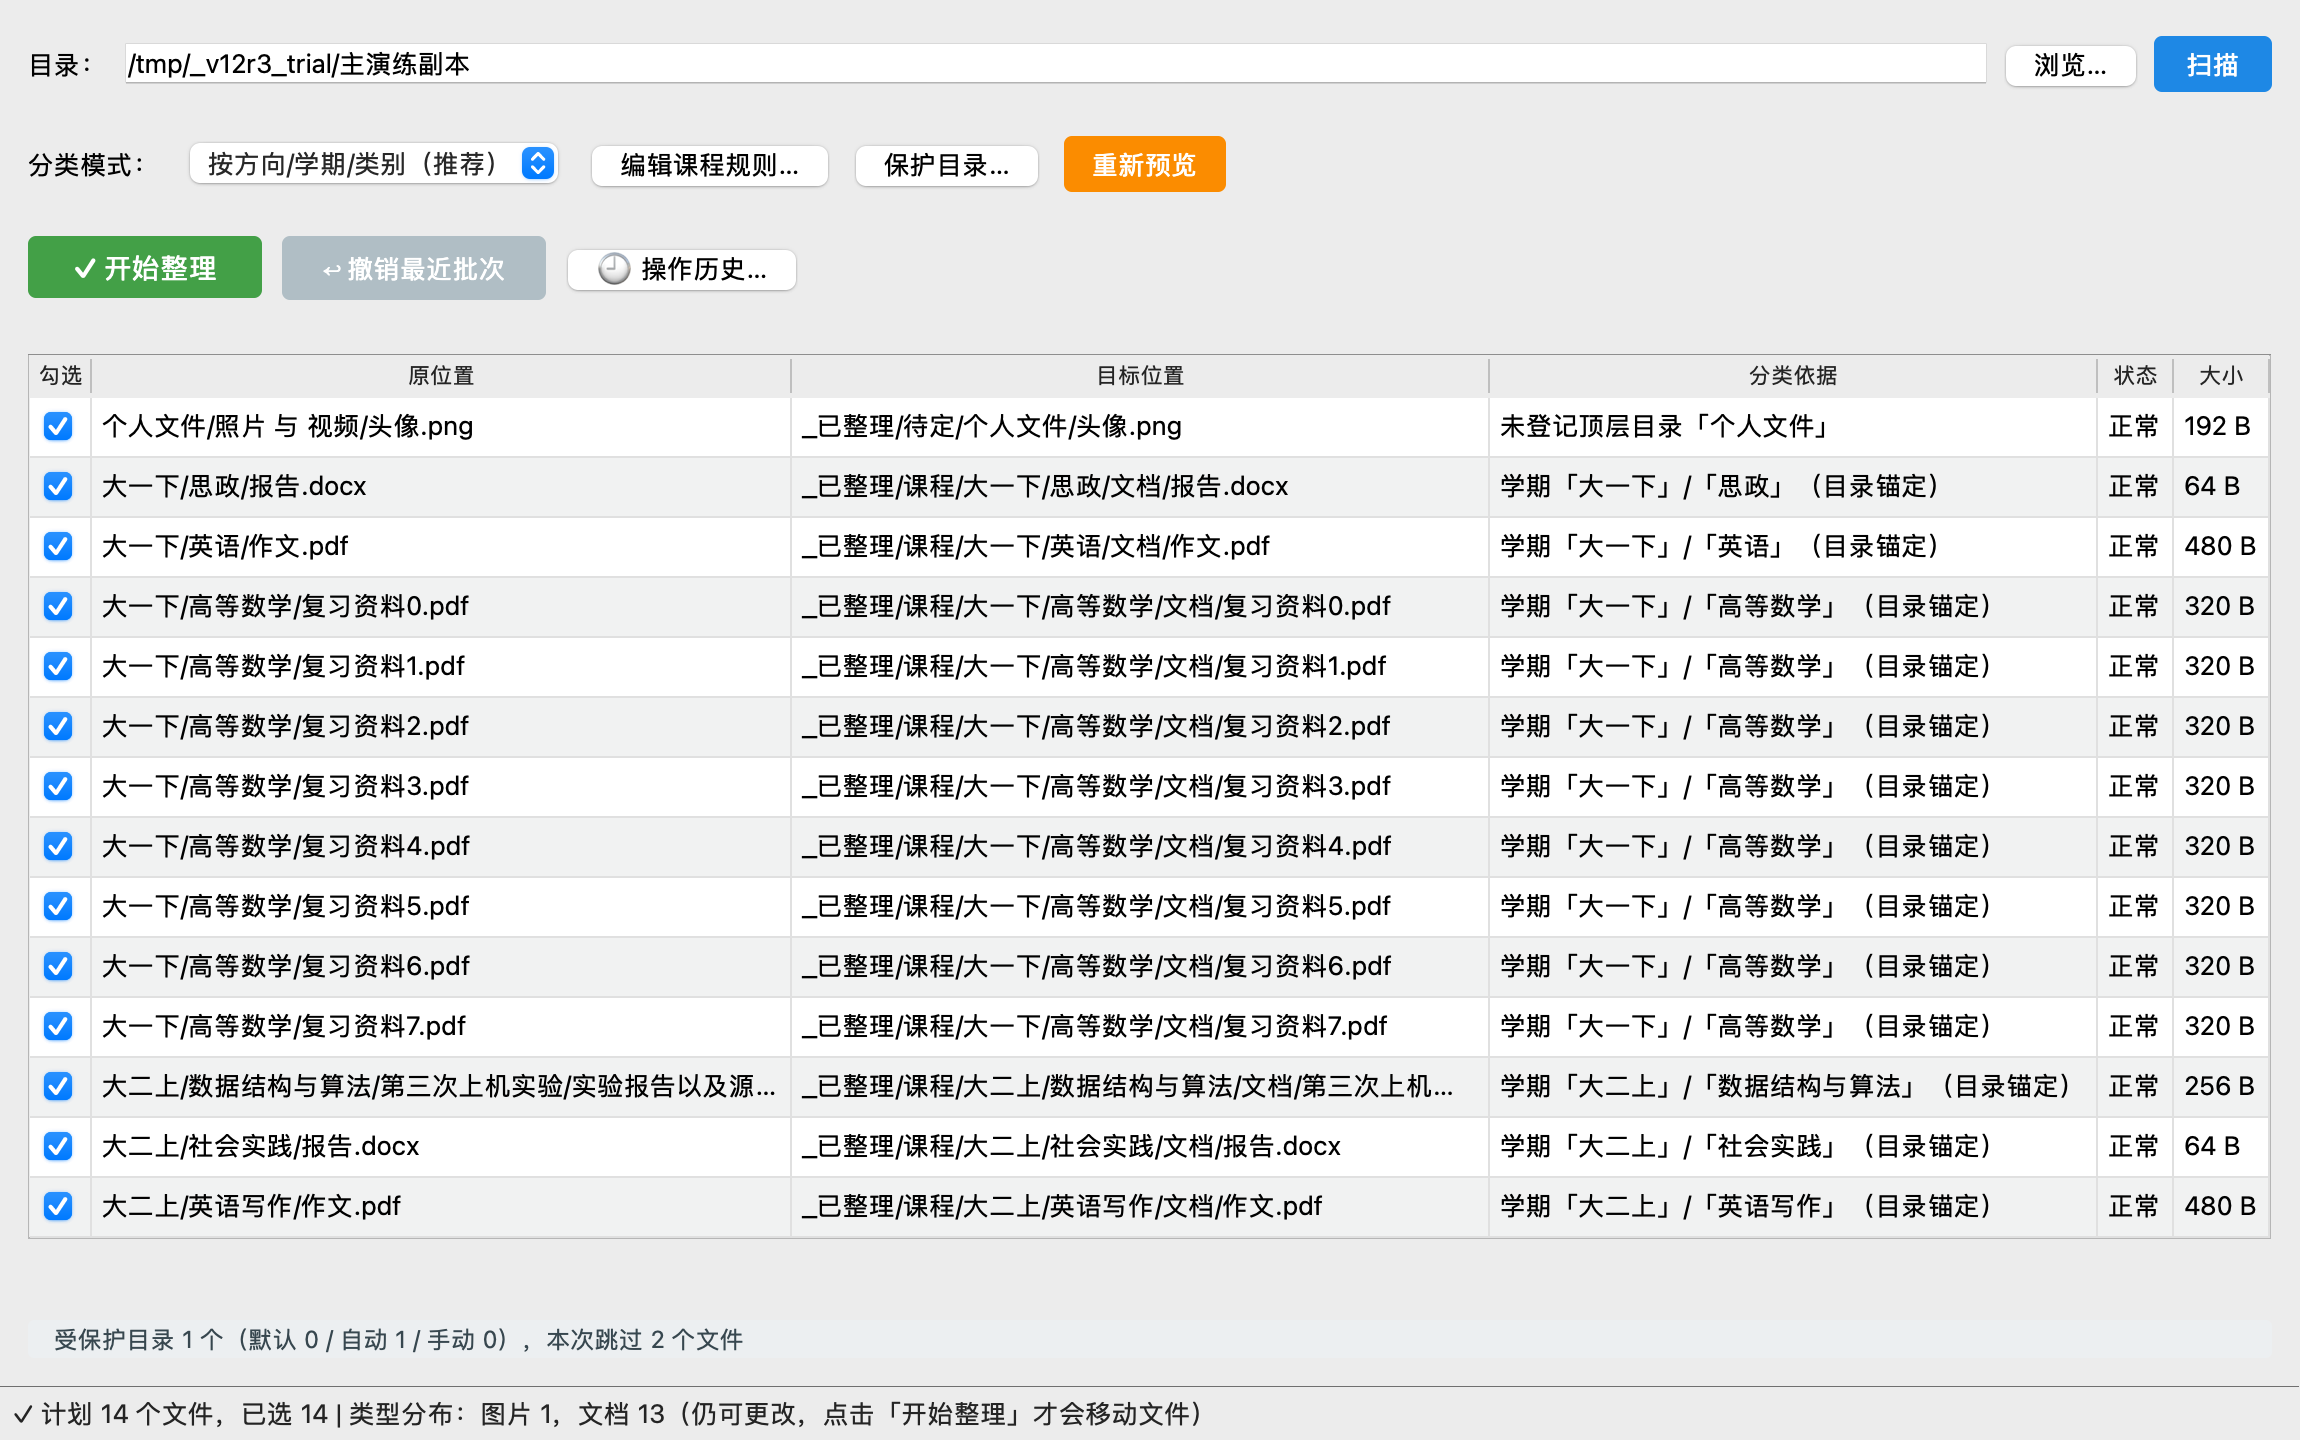 目录： /tmp/_v12r3_trial/主演练副本 浏览... 扫描
分类模式： 按方向/学期/类别（推荐） 编辑课程规则... 保护目录... 重新预览
✓ 开始整理 ↩ 撤销最近批次 🕘 操作历史...
勾选 原位置 目标位置 分类依据 状态 大小
个人文件/照片 与 视频/头像.png _已整理/待定/个人文件/头像.png 未登记顶层目录「个人文件」 正常 192 B
大一下/思政/报告.docx _已整理/课程/大一下/思政/文档/报告.docx 学期「大一下」/「思政」（目录锚定） 正常 64 B
大一下/英语/作文.pdf _已整理/课程/大一下/英语/文档/作文.pdf 学期「大一下」/「英语」（目录锚定） 正常 480 B
大一下/高等数学/复习资料0.pdf _已整理/课程/大一下/高等数学/文档/复习资料0.pdf 学期「大一下」/「高等数学」（目录锚定） 正常 320 B
大一下/高等数学/复习资料1.pdf _已整理/课程/大一下/高等数学/文档/复习资料1.pdf 学期「大一下」/「高等数学」（目录锚定） 正常 320 B
大一下/高等数学/复习资料2.pdf _已整理/课程/大一下/高等数学/文档/复习资料2.pdf 学期「大一下」/「高等数学」（目录锚定） 正常 320 B
大一下/高等数学/复习资料3.pdf _已整理/课程/大一下/高等数学/文档/复习资料3.pdf 学期「大一下」/「高等数学」（目录锚定） 正常 320 B
大一下/高等数学/复习资料4.pdf _已整理/课程/大一下/高等数学/文档/复习资料4.pdf 学期「大一下」/「高等数学」（目录锚定） 正常 320 B
大一下/高等数学/复习资料5.pdf _已整理/课程/大一下/高等数学/文档/复习资料5.pdf 学期「大一下」/「高等数学」（目录锚定） 正常 320 B
大一下/高等数学/复习资料6.pdf _已整理/课程/大一下/高等数学/文档/复习资料6.pdf 学期「大一下」/「高等数学」（目录锚定） 正常 320 B
大一下/高等数学/复习资料7.pdf _已整理/课程/大一下/高等数学/文档/复习资料7.pdf 学期「大一下」/「高等数学」（目录锚定） 正常 320 B
大二上/数据结构与算法/第三次上机实验/实验报告以及源... _已整理/课程/大二上/数据结构与算法/文档/第三次上机... 学期「大二上」/「数据结构与算法」（目录锚定） 正常 256 B
大二上/社会实践/报告.docx _已整理/课程/大二上/社会实践/文档/报告.docx 学期「大二上」/「社会实践」（目录锚定） 正常 64 B
大二上/英语写作/作文.pdf _已整理/课程/大二上/英语写作/文档/作文.pdf 学期「大二上」/「英语写作」（目录锚定） 正常 480 B
受保护目录 1 个（默认 0 / 自动 1 / 手动 0），本次跳过 2 个文件
✓ 计划 14 个文件，已选 14 | 类型分布：图片 1，文档 13（仍可更改，点击「开始整理」才会移动文件）